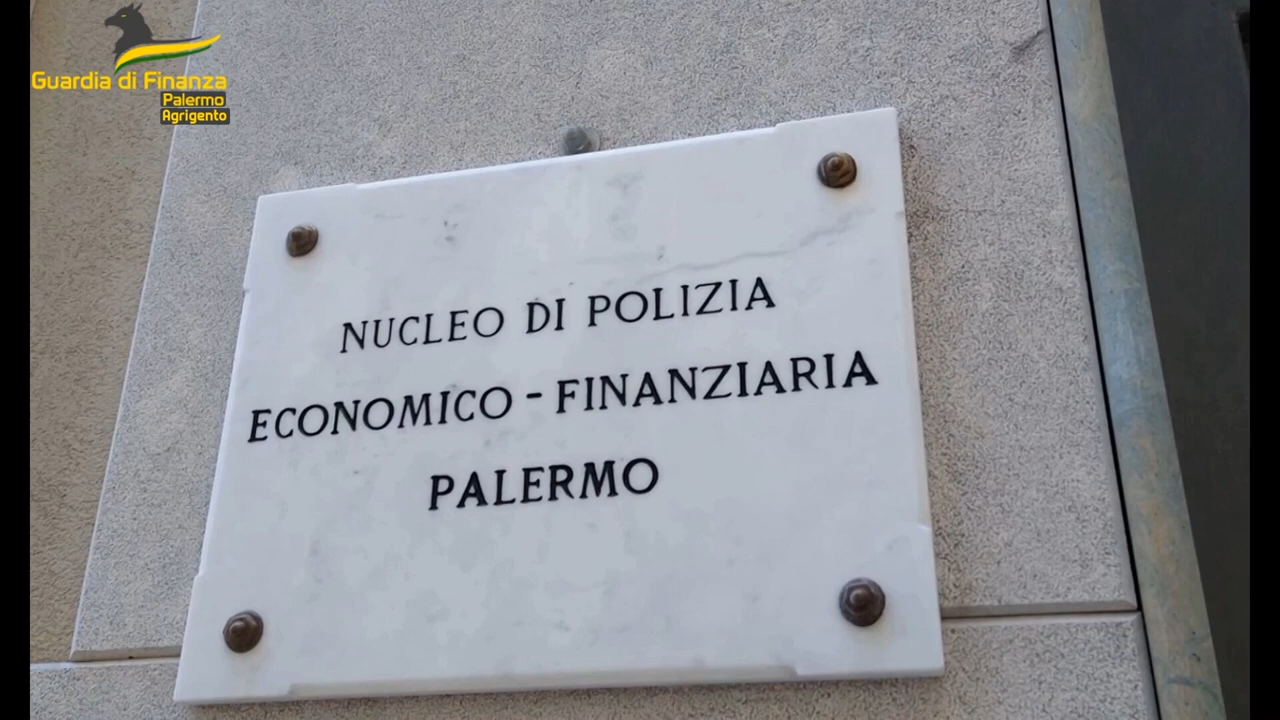 Guardia di Finanza
Palermo
Agrigento
NUCLEO DI POLIZIA
ECONOMICO - FINANZIARIA
PALERMO